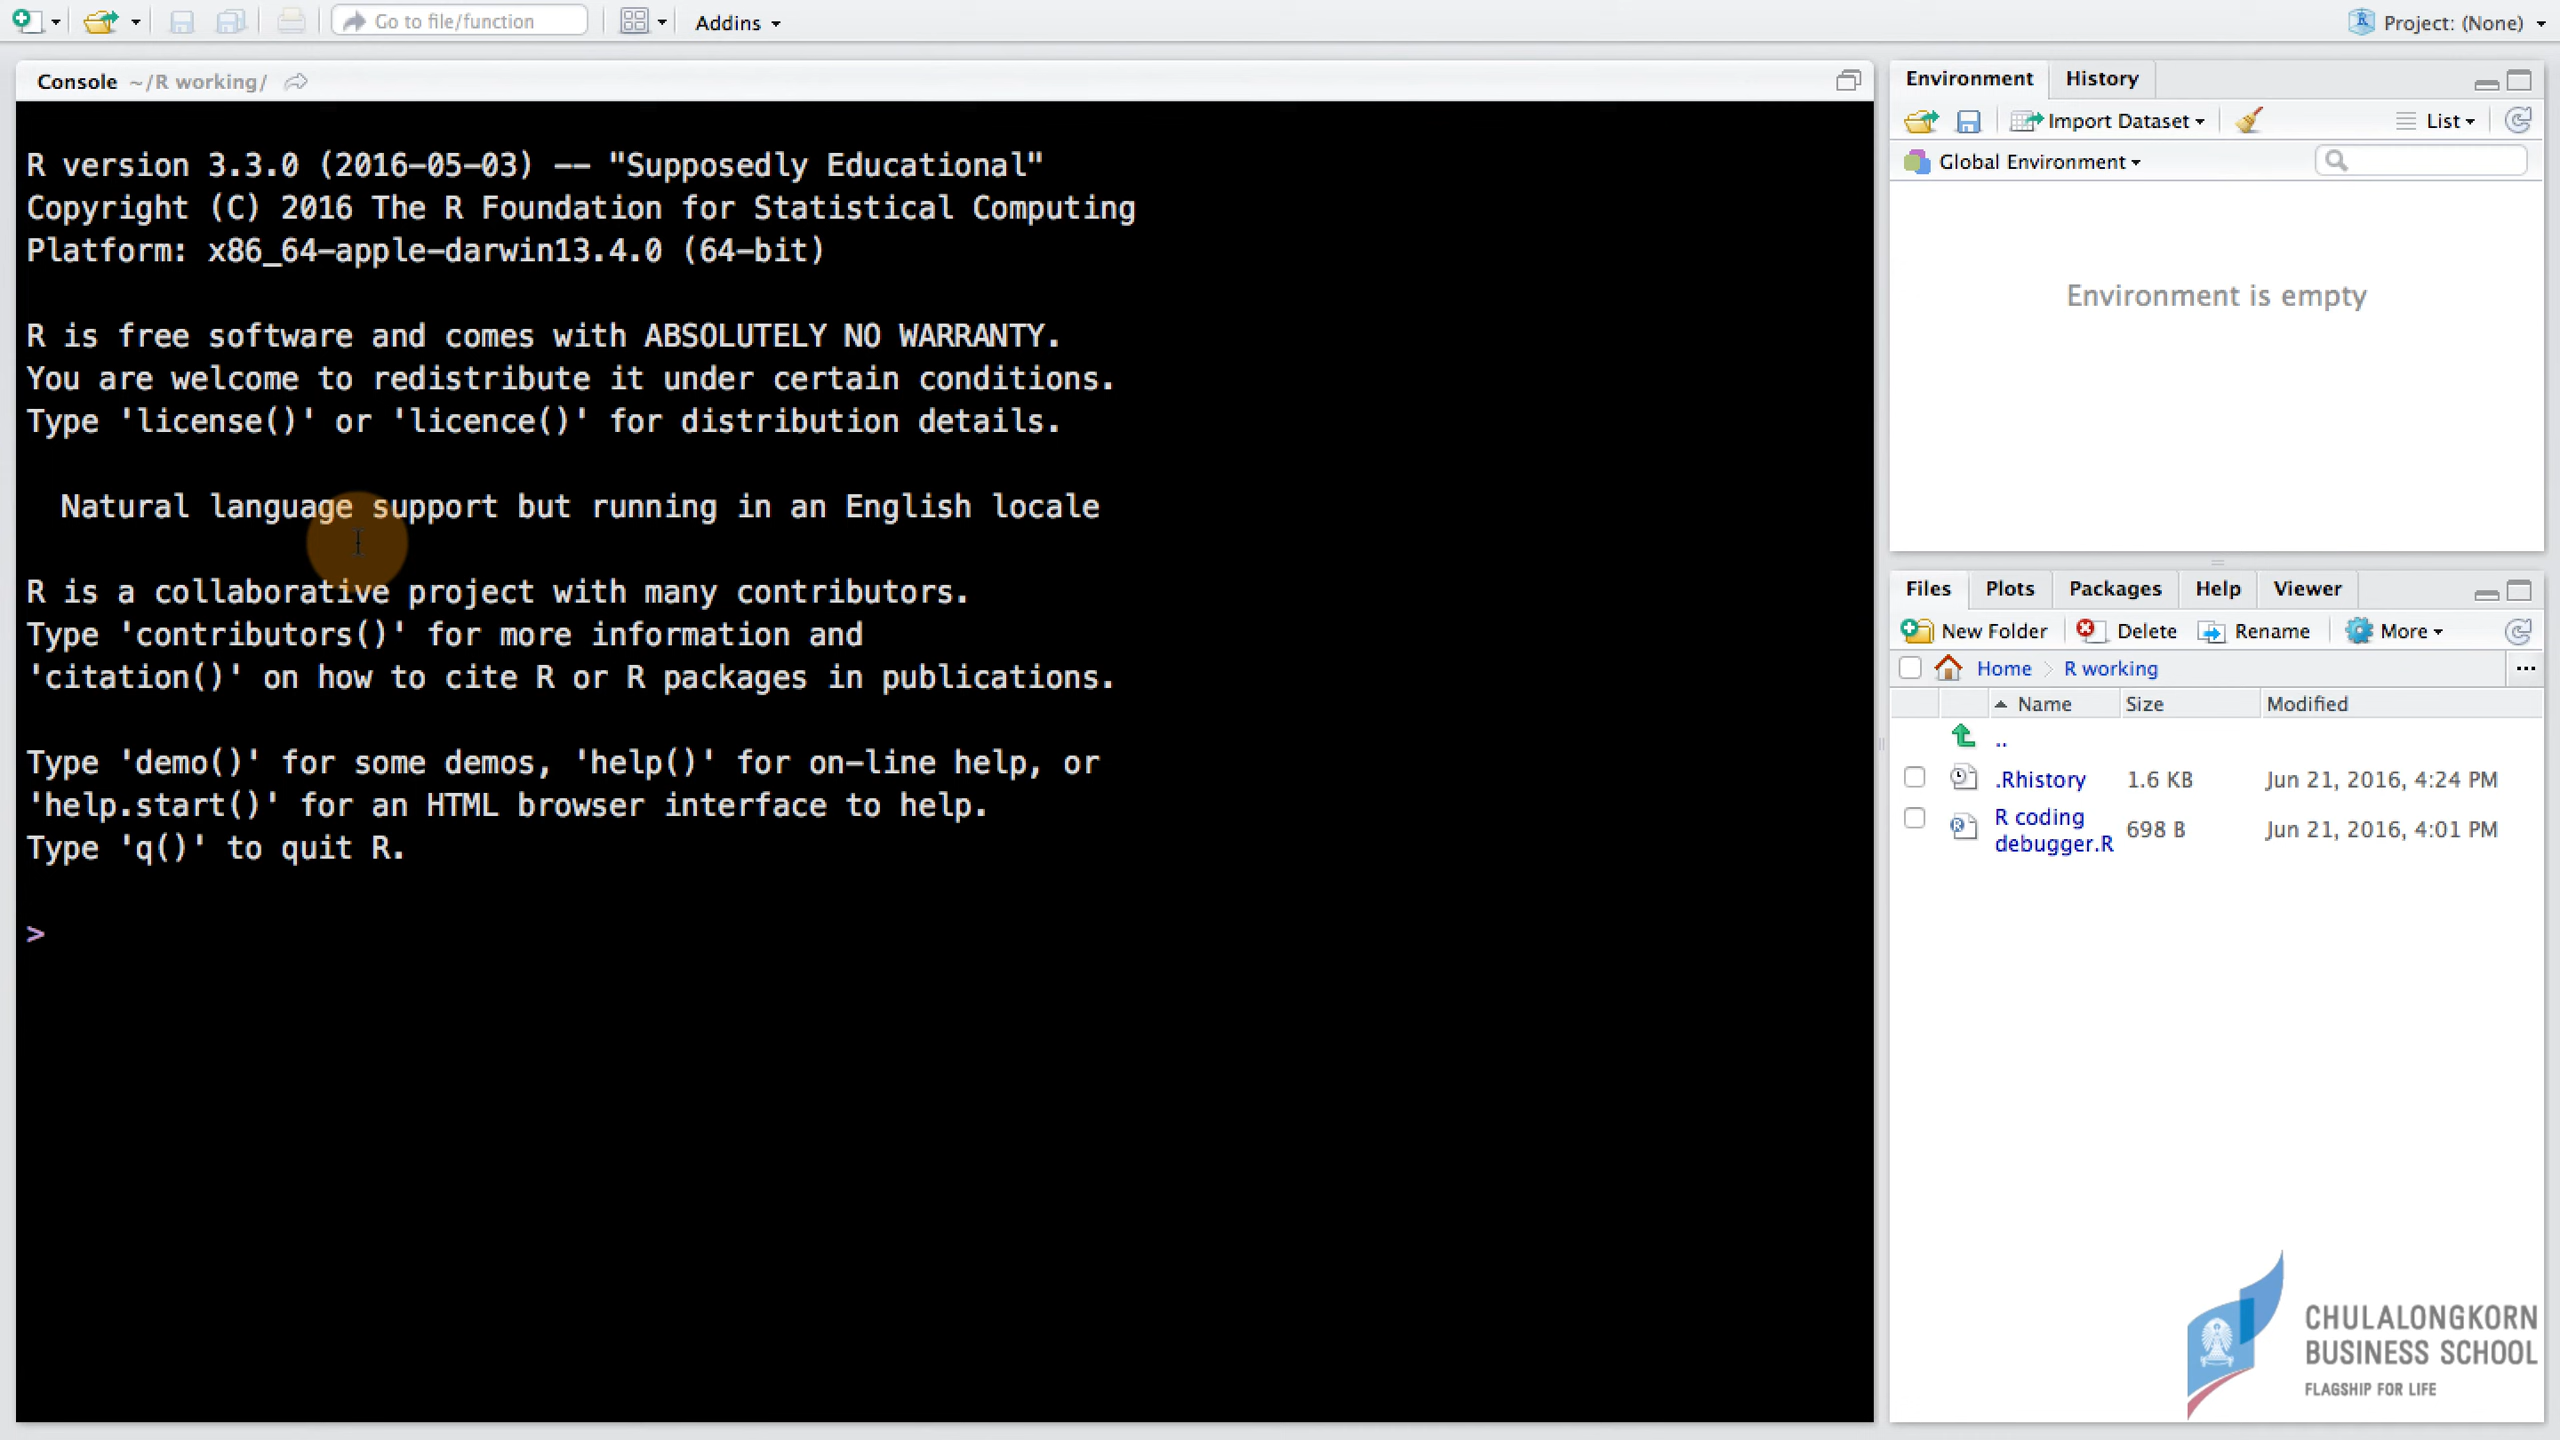 Go to file/function
Addins
Project: (None)
Console ~/R working/
R version 3.3.0 (2016-05-03) -- "Supposedly Educational"
Copyright (C) 2016 The R Foundation for Statistical Computing
Platform: x86_64-apple-darwin13.4.0 (64-bit)
R is free software and comes with ABSOLUTELY NO WARRANTY.
You are welcome to redistribute it under certain conditions.
Type 'license()' or 'licence()' for distribution details.
Natural language support but running in an English locale
R is a collaborative project with many contributors.
Type 'contributors()' for more information and
'citation()' on how to cite R or R packages in publications.
Type 'demo()' for some demos, 'help()' for on-line help, or
'help.start()' for an HTML browser interface to help.
Type 'q()' to quit R.
>
Environment History
Import Dataset List
Global Environment
Environment is empty
Files Plots Packages Help Viewer
New Folder Delete Rename More
Home R working ...
Name Size Modified
..
.Rhistory 1.6 KB Jun 21, 2016, 4:24 PM
R coding
debugger.R 698 B Jun 21, 2016, 4:01 PM
CHULALONGKORN
BUSINESS SCHOOL
FLAGSHIP FOR LIFE